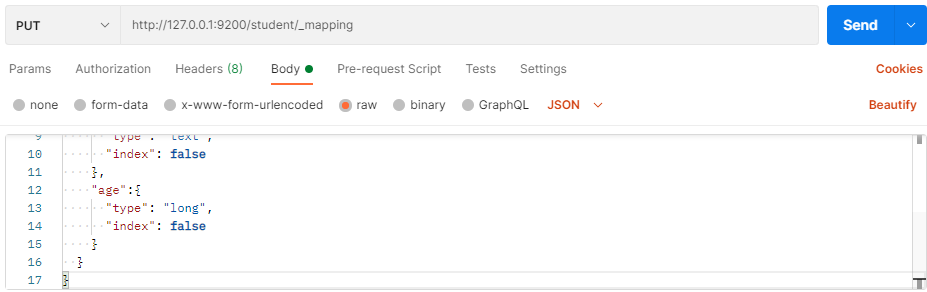 PUT http://127.0.0.1:9200/student/_mapping Send
Params Authorization Headers (8) Body Pre-request Script Tests Settings Cookies
none form-data x-www-form-urlencoded raw binary GraphQL JSON Beautify
9 "type": "text",
10 "index": false
11 },
12 "age":{
13 "type": "long",
14 "index": false
15 }
16 }
17 }